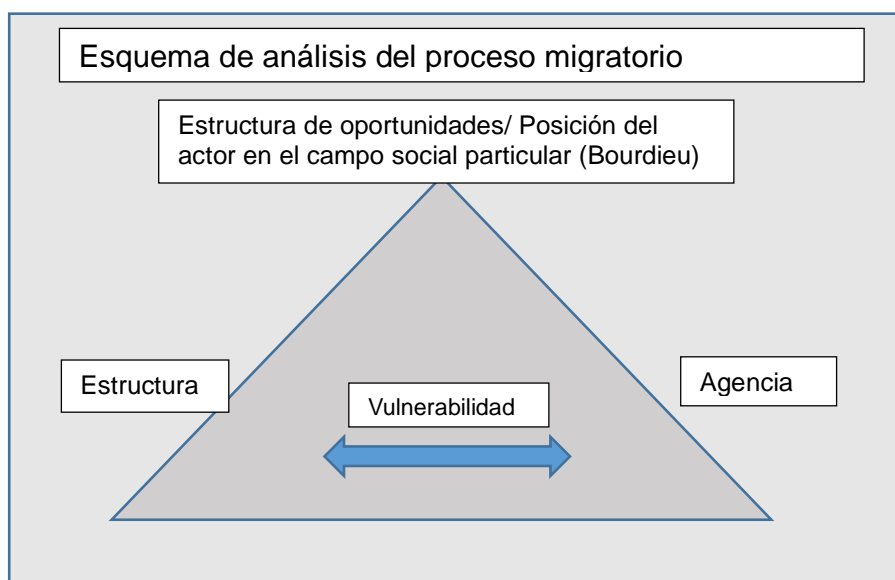 Esquema de análisis del proceso migratorio
Estructura de oportunidades/ Posición del
actor en el campo social particular (Bourdieu)
Estructura
Agencia
Vulnerabilidad